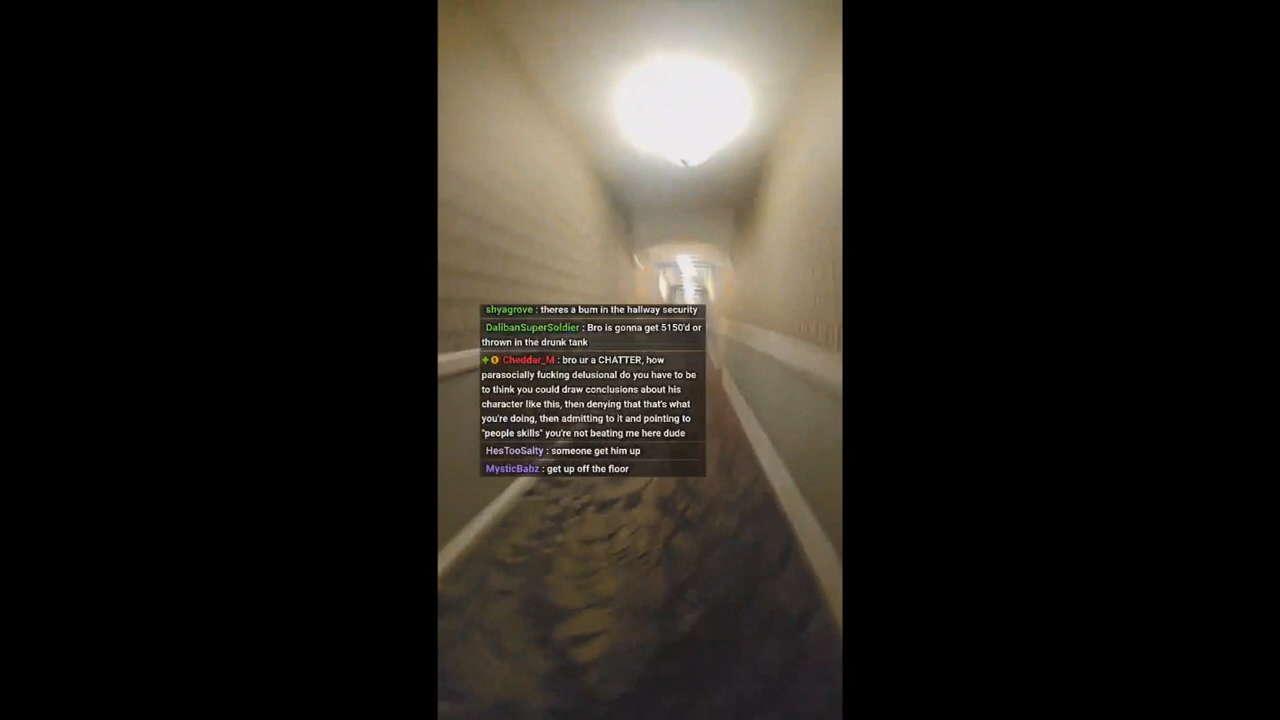 shyagrove : theres a bum in the hallway security
DalibanSuperSoldier : Bro is gonna get 5150'd or
thrown in the drunk tank
Cheddar_M : bro ur a CHATTER, how
parasocially fucking delusional do you have to be
to think you could draw conclusions about his
character like this, then denying that that's what
you're doing, then admitting to it and pointing to
"people skills" you're not beating me here dude
HesTooSalty : someone get him up
MysticBabz : get up off the floor